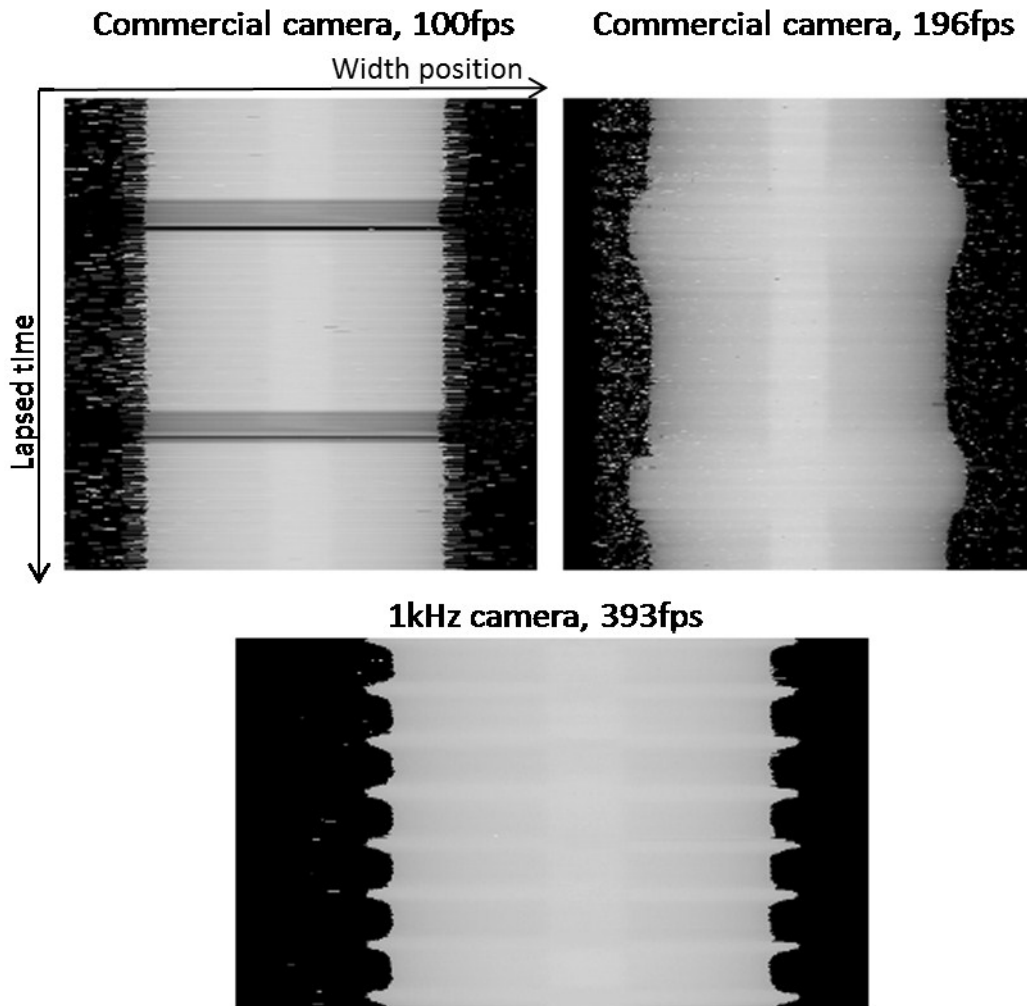 Commercial camera, 100fps
Commercial camera, 196fps
Width position
Lapsed time
1kHz camera, 393fps